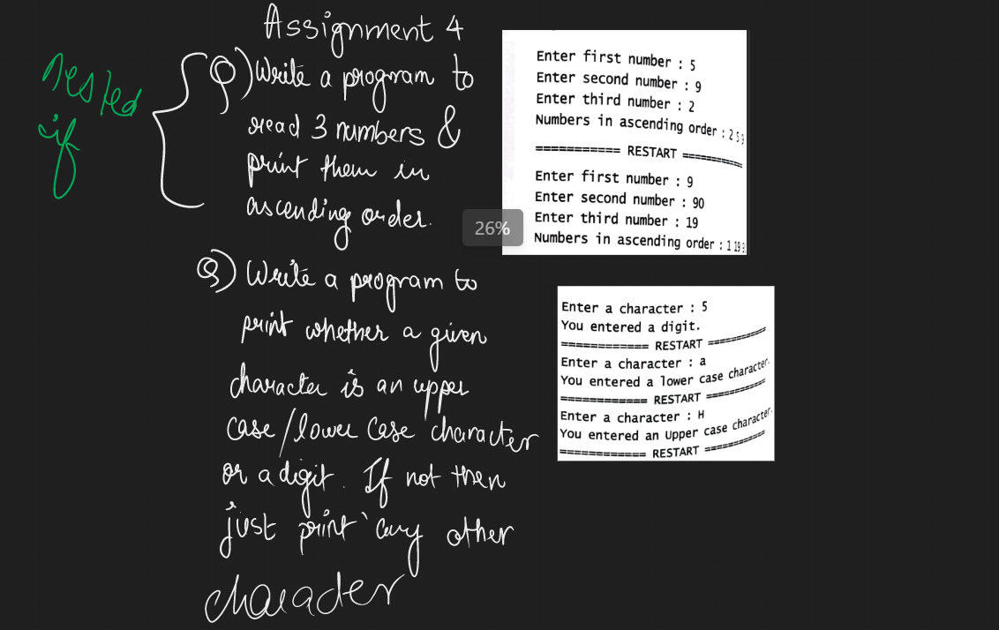 Assignment 4
nested
if
Q) Write a program to
read 3 numbers &
print them in
ascending order.
Enter first number : 5
Enter second number : 9
Enter third number : 2
Numbers in ascending order : 2 5 9
============ RESTART =========
Enter first number : 9
Enter second number : 90
Enter third number : 19
Numbers in ascending order : 1 19
26%
Q) Write a program to
print whether a given
character is an upper
case/lower case character
or a digit. If not then
just print 'any other
character
Enter a character : 5
You entered a digit.
============ RESTART =========
Enter a character : a
You entered a lower case character.
============ RESTART =========
Enter a character : H
You entered an Upper case character.
============ RESTART =========